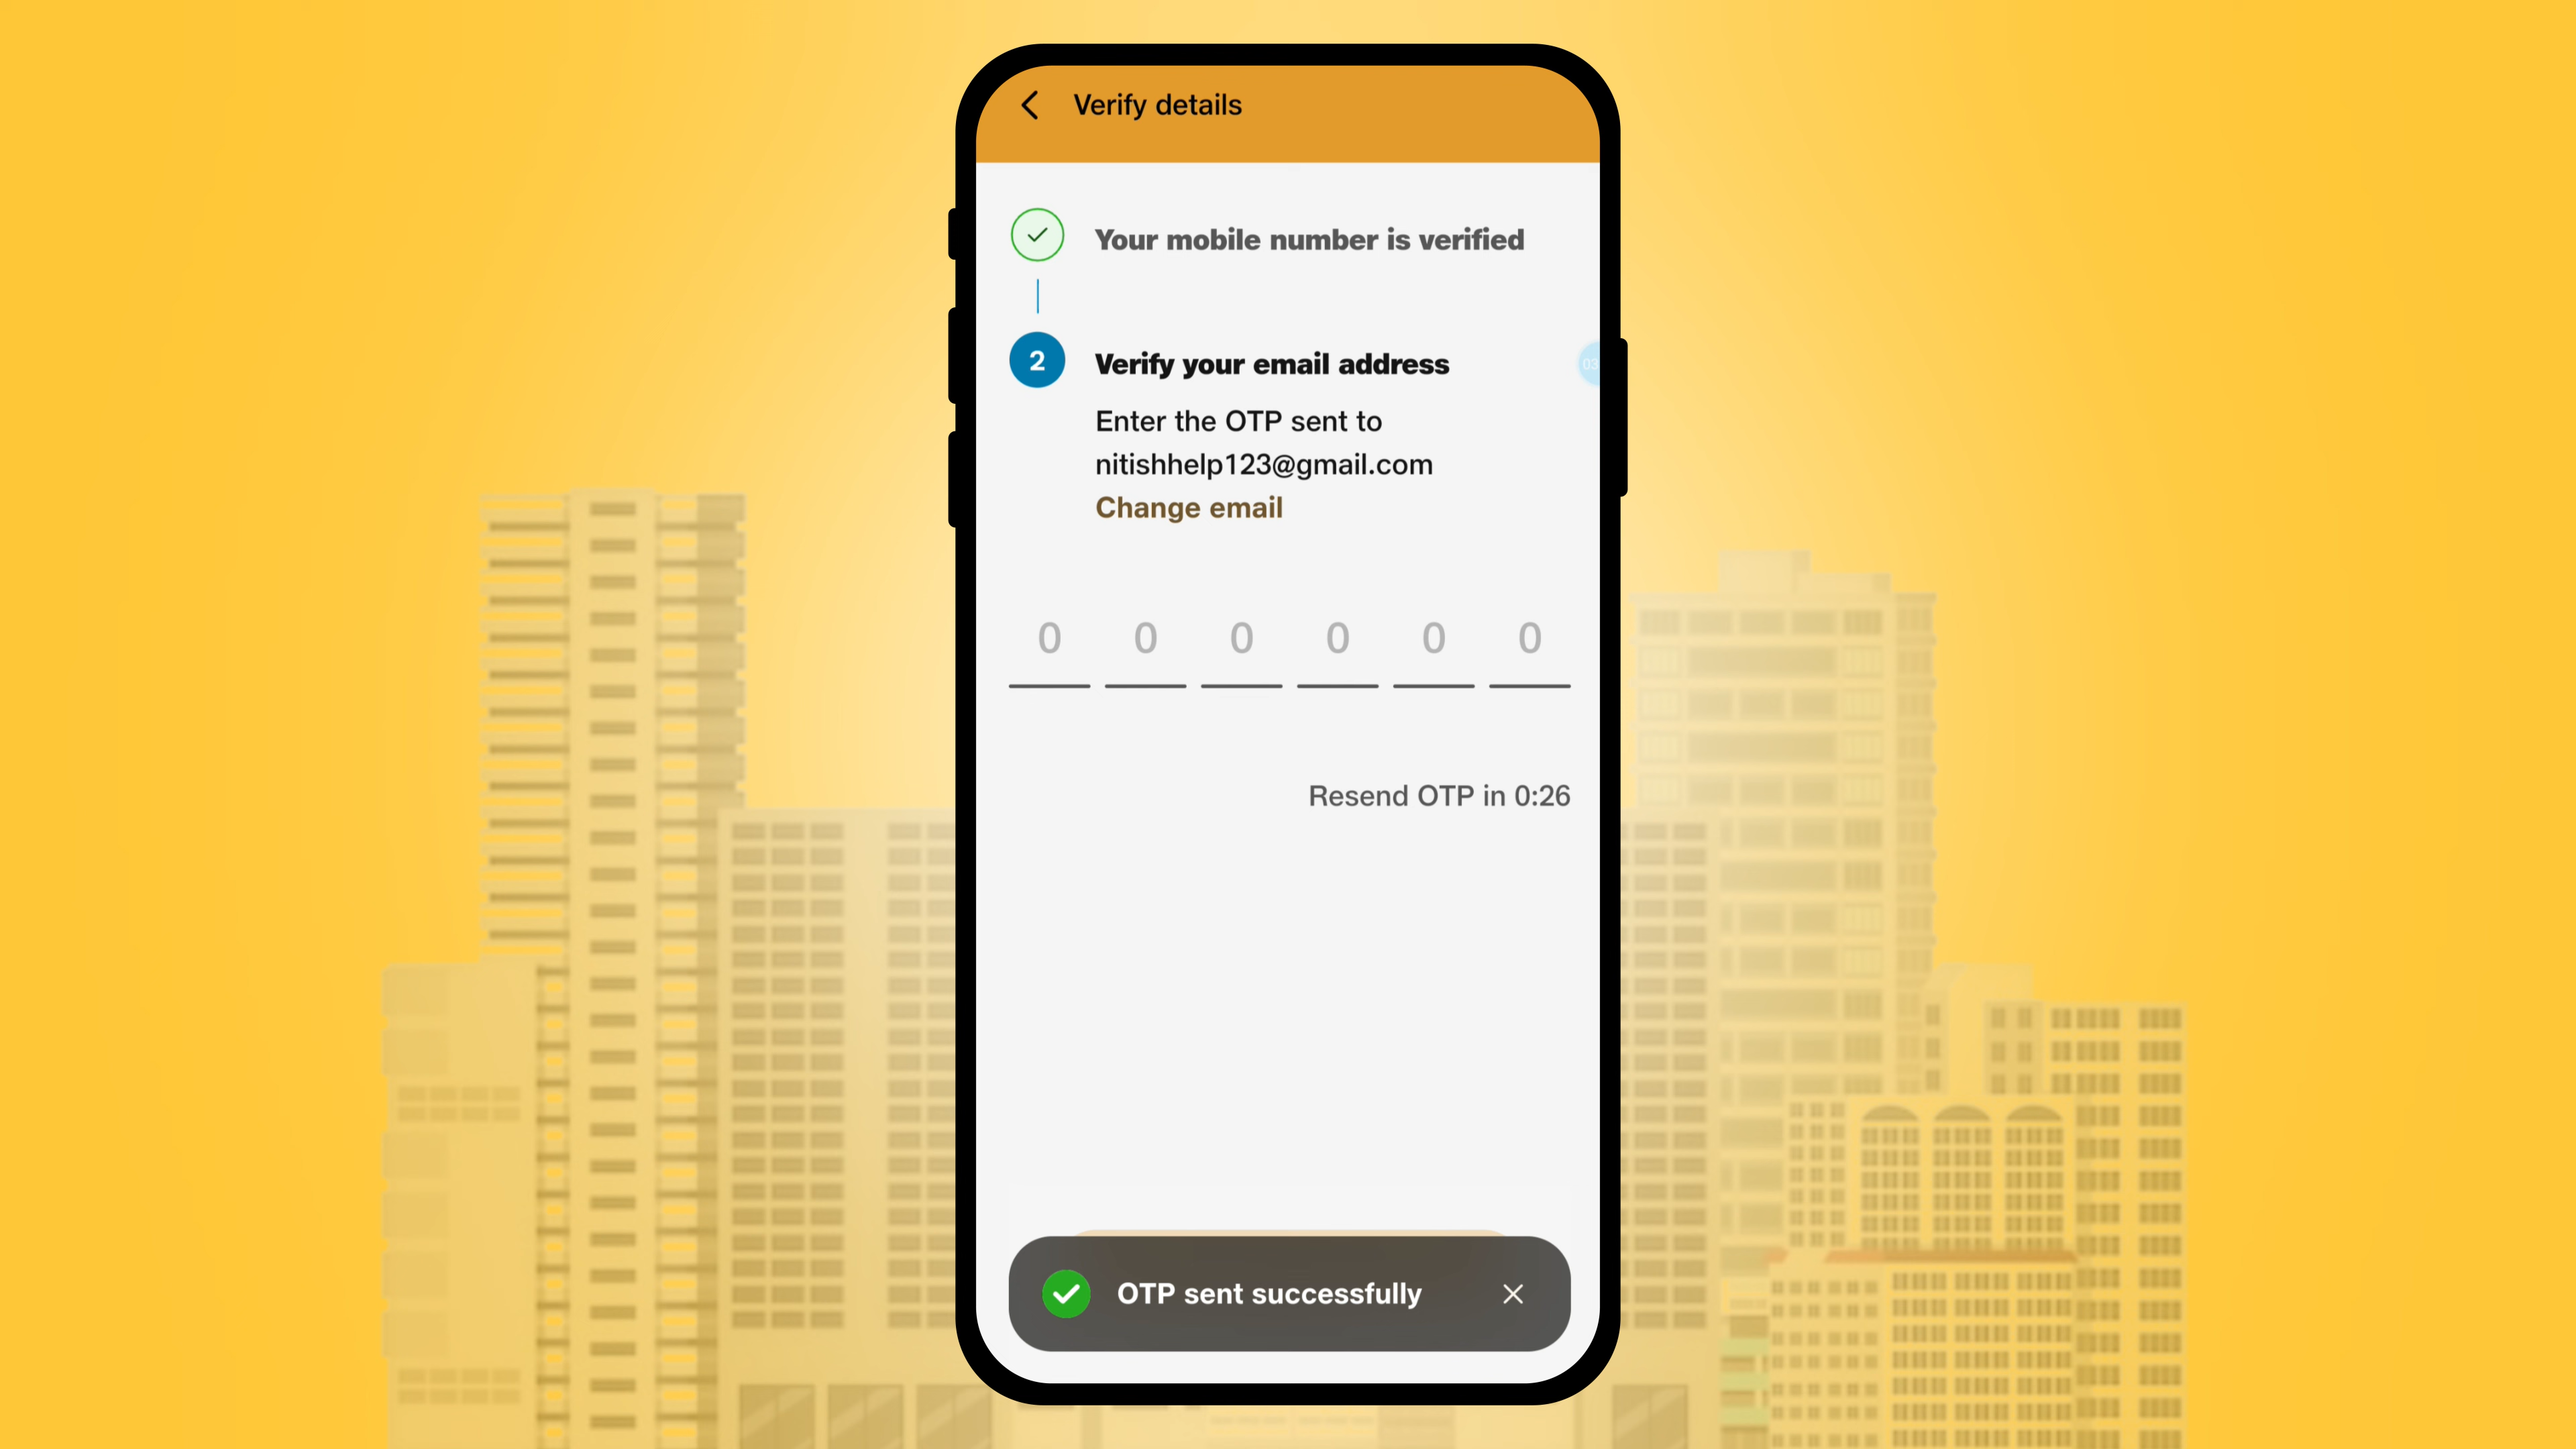 Verify details
Your mobile number is verified
2
Verify your email address
03
Enter the OTP sent to
nitishhelp123@gmail.com
Change email
0 0 0 0 0 0
Resend OTP in 0:26
OTP sent successfully